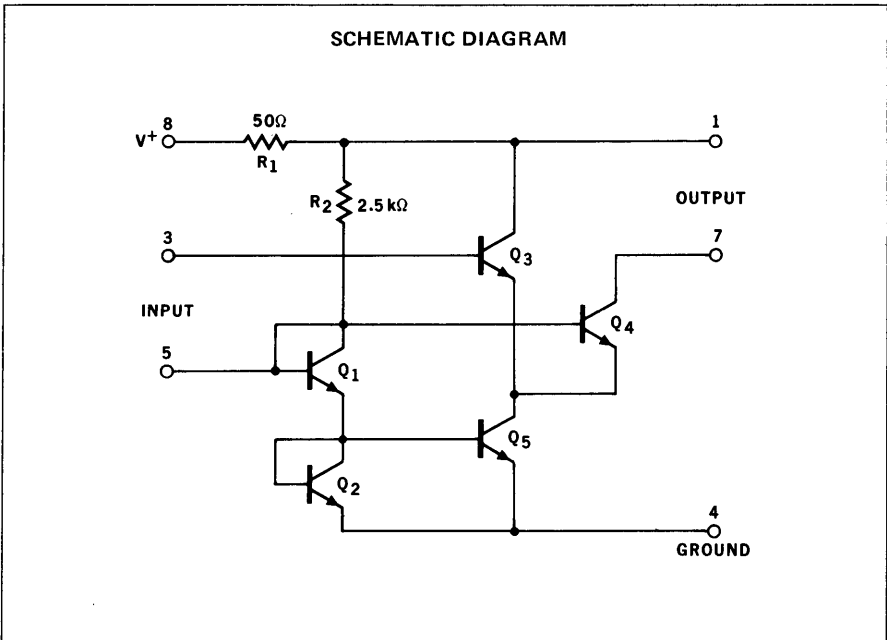 SCHEMATIC DIAGRAM
8
V+
50Ω
R1
1
R2
2.5 kΩ
OUTPUT
3
Q3
7
INPUT
Q4
5
Q1
Q5
Q2
4
GROUND